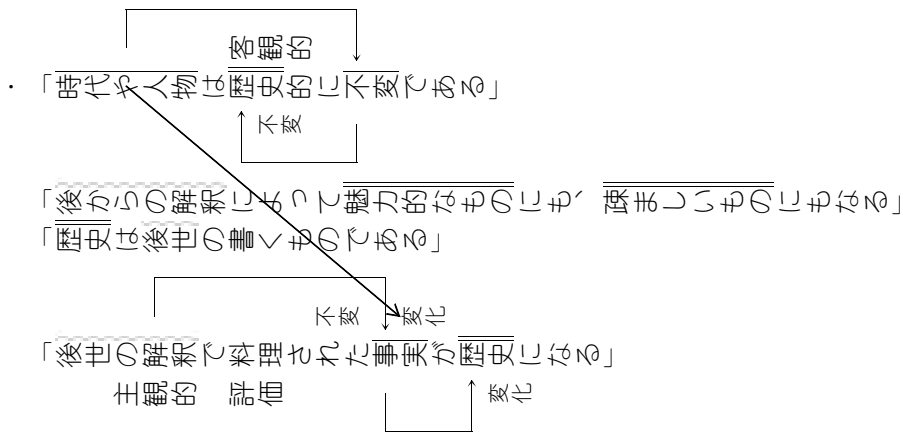 客観的
・「時代や人物は歴史的に不変である」
不変
「後からの解釈によって魅力的なものにも、疎ましいものにもなる」
「歴史は後世の書くものである」
不変 変化
「後世の解釈で料理された事実が歴史になる」
主観的 評価 変化